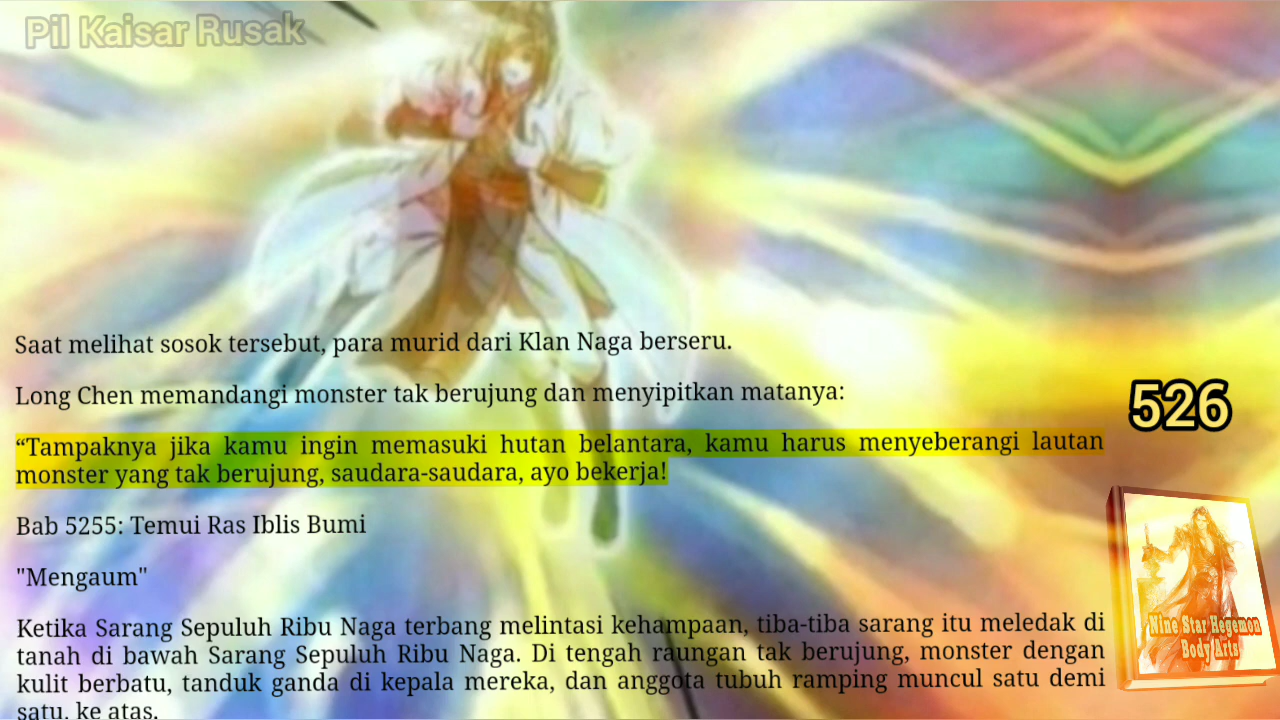 Pil Kaisar Rusak
Saat melihat sosok tersebut, para murid dari Klan Naga berseru.
Long Chen memandangi monster tak berujung dan menyipitkan matanya:
“Tampaknya jika kamu ingin memasuki hutan belantara, kamu harus menyeberangi lautan
monster yang tak berujung, saudara-saudara, ayo bekerja!
526
Bab 5255: Temui Ras Iblis Bumi
"Mengaum"
Ketika Sarang Sepuluh Ribu Naga terbang melintasi kehampaan, tiba-tiba sarang itu meledak di
tanah di bawah Sarang Sepuluh Ribu Naga. Di tengah raungan tak berujung, monster dengan
kulit berbatu, tanduk ganda di kepala mereka, dan anggota tubuh ramping muncul satu demi
satu, ke atas.
Nine Star Hegemon
Body Arts